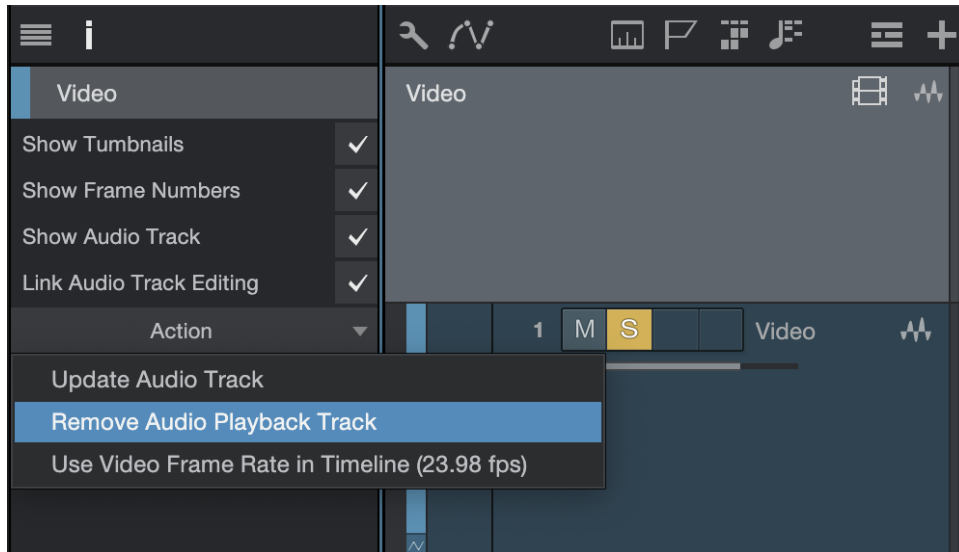 i
Video
Show Tumbnails
Show Frame Numbers
Show Audio Track
Link Audio Track Editing
Action
Update Audio Track
Remove Audio Playback Track
Use Video Frame Rate in Timeline (23.98 fps)
Video
1 M S Video